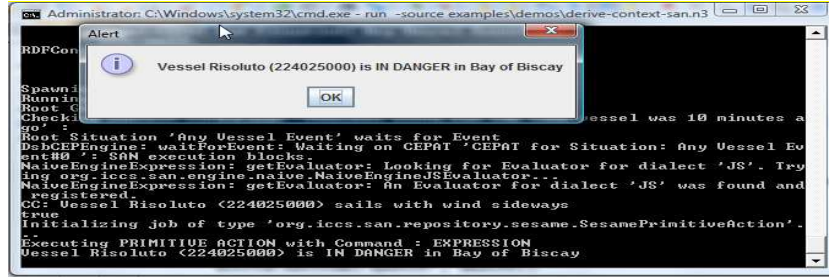 Administrator: C:\Windows\system32\cmd.exe - run -source examples\demos\derive-context-san.n3
Alert
RDFCon
Vessel Risoluto (224025000) is IN DANGER in Bay of Biscay
OK
Spawni
Runnin
Root G
Checki essel was 10 minutes a
go' :
Root Situation 'Any Vessel Event' waits for Event
DsbCEPEngine: waitForEvent: Waiting on CEPAT 'CEPAT for Situation: Any Vessel Ev
ent#0 ': SAN execution blocks.
NaiveEngineExpression: getEvaluator: Looking for Evaluator for dialect 'JS'. Try
ing org.iccs.san.engine.naive.NaiveEngineJSEvaluator...
NaiveEngineExpression: getEvaluator: An Evaluator for dialect 'JS' was found and
registered.
CC: Vessel Risoluto <224025000> sails with wind sideways
true
Initializing job of type 'org.iccs.san.repository.sesame.SesamePrimitiveAction'.
..
Executing PRIMITIVE ACTION with Command : EXPRESSION
Vessel Risoluto <224025000> is IN DANGER in Bay of Biscay